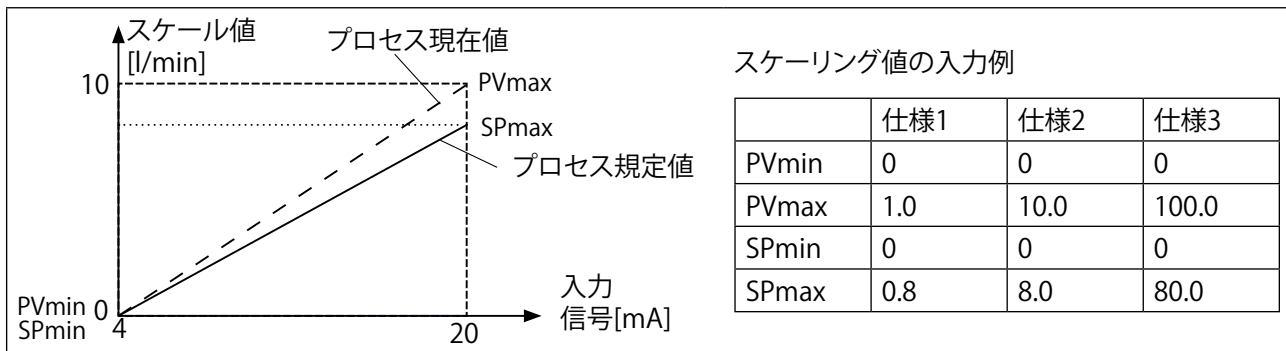 スケール値
[l/min]
プロセス現在値
10
PVmax
SPmax
プロセス規定値
PVmin 0
SPmin
4
20
入力
信号[mA]
スケーリング値の入力例
仕様1 仕様2 仕様3
PVmin 0 0 0
PVmax 1.0 10.0 100.0
SPmin 0 0 0
SPmax 0.8 8.0 80.0